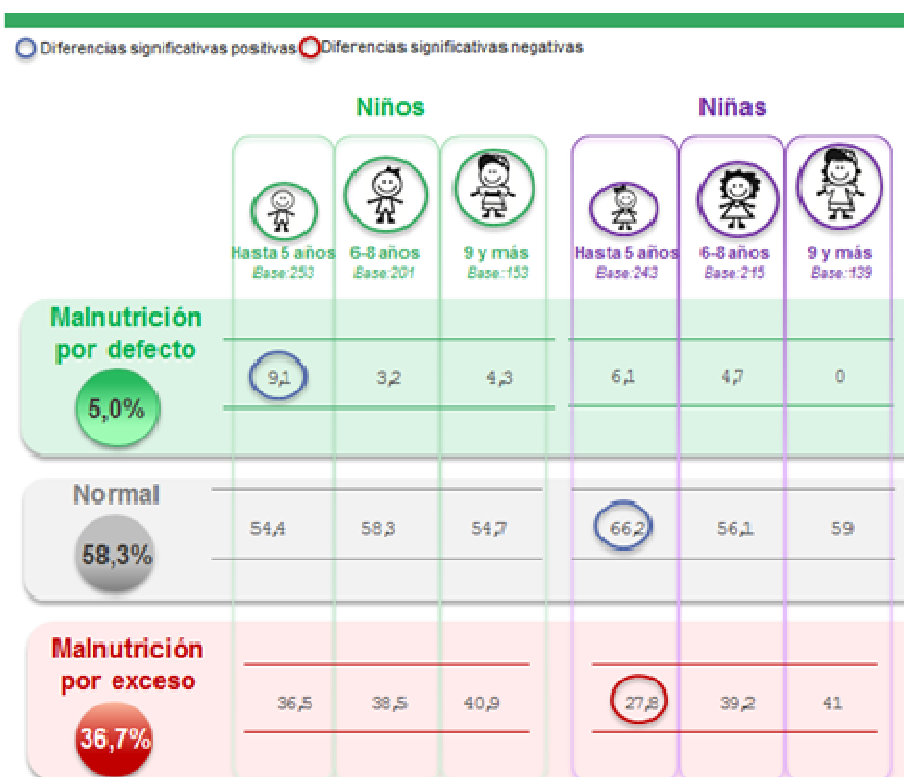 Diferencias significativas positivas Diferencias significativas negativas
Niños Niñas
Hasta 5 años 6-8 años 9 y más Hasta 5 años 6-8 años 9 y más
Base:253 Base:201 Base:153 Base:243 Base:215 Base:139
Malnutrición
por defecto
9,1 3,2 4,3 6,1 4,7 0
5,0%
Normal
54,4 58,3 54,7 66,2 56,1 59
58,3%
Malnutrición
por exceso
36,5 38,5 40,9 27,8 39,2 41
36,7%